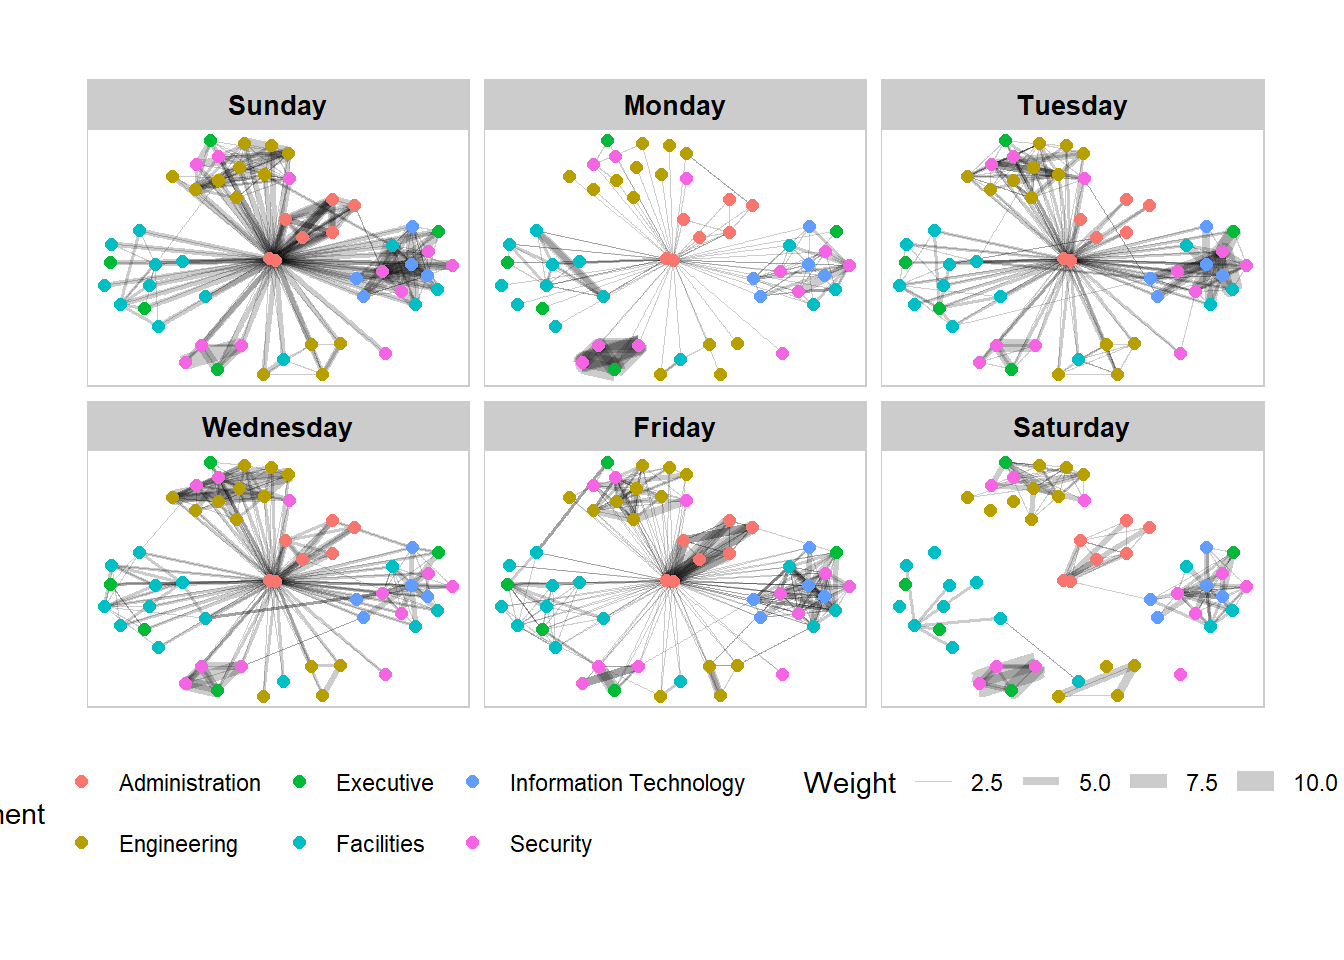 Sunday
Monday
Tuesday
Wednesday
Friday
Saturday
Administration
Executive
Information Technology
Weight
2.5
5.0
7.5
10.0
Engineering
Facilities
Security